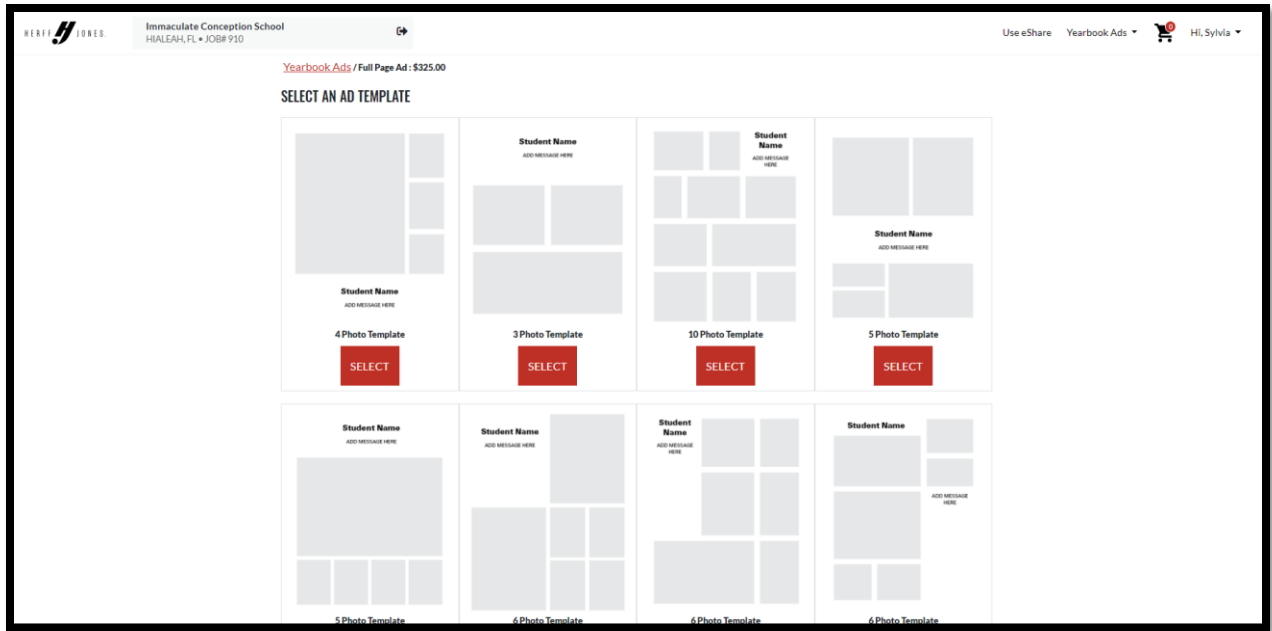 HERFF JONES.
Immaculate Conception School
HIALEAH, FL • JOB# 910
Use eShare Yearbook Ads 0 Hi, Sylvia
Yearbook Ads / Full Page Ad : $325.00
SELECT AN AD TEMPLATE
Student Name
ADD MESSAGE HERE
4 Photo Template
SELECT
Student Name
ADD MESSAGE HERE
3 Photo Template
SELECT
Student
Name
ADD MESSAGE
HERE
10 Photo Template
SELECT
Student Name
ADD MESSAGE HERE
5 Photo Template
SELECT
Student Name
ADD MESSAGE HERE
5 Photo Template
Student Name
ADD MESSAGE HERE
6 Photo Template
Student
Name
ADD MESSAGE
HERE
6 Photo Template
Student Name
ADD MESSAGE
HERE
6 Photo Template